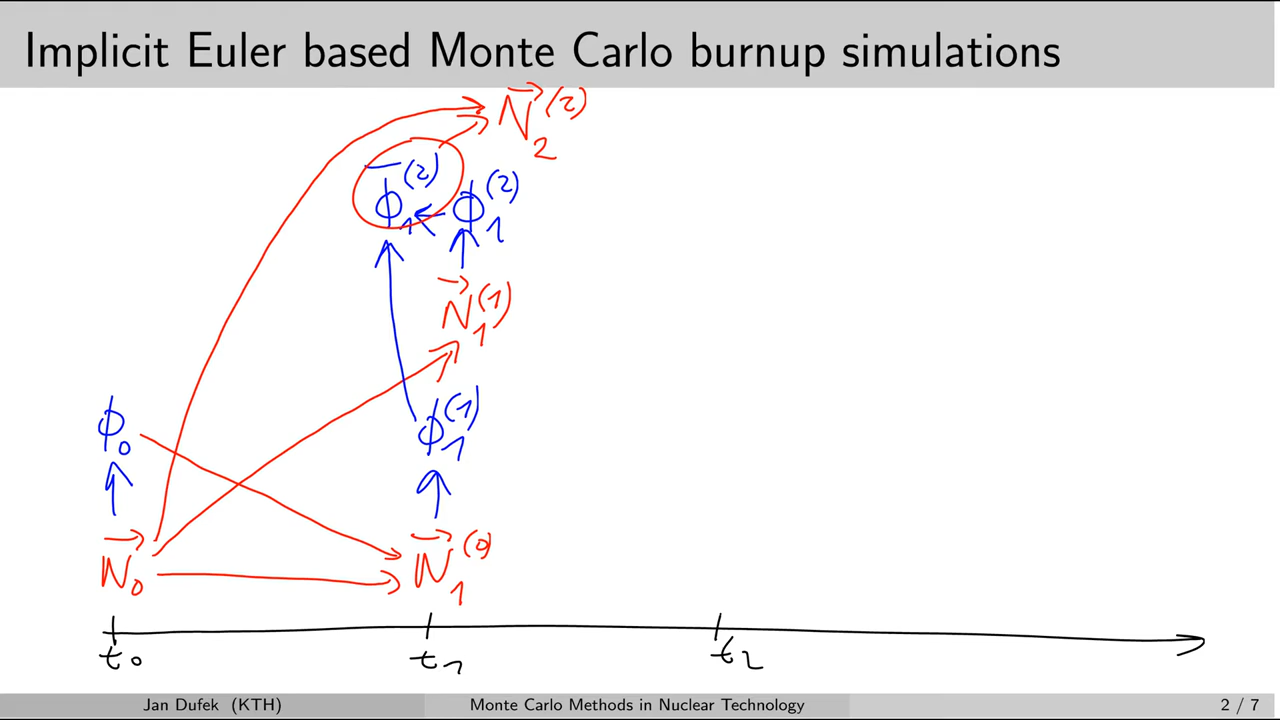 Implicit Euler based Monte Carlo burnup simulations
N⃗₂⁽²⁾
ϕ̅₁⁽²⁾ ϕ₁⁽²⁾
N⃗₁⁽¹⁾
ϕ₀ ϕ₁⁽¹⁾
N⃗₀ N⃗₁⁽⁰⁾
t₀ t₁ t₂
Jan Dufek (KTH) Monte Carlo Methods in Nuclear Technology 2 / 7